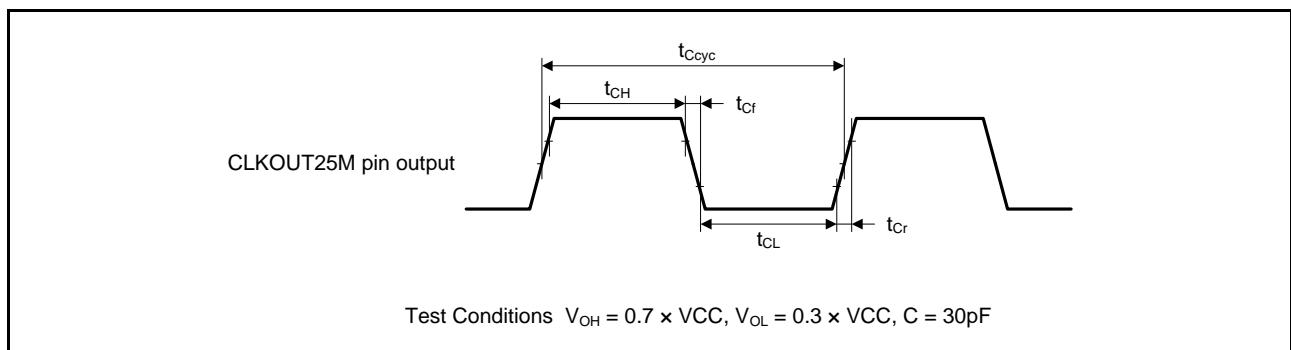 tCcyc
tCH
tCf
CLKOUT25M pin output
tCL
tCr
Test Conditions VOH = 0.7 × VCC, VOL = 0.3 × VCC, C = 30pF